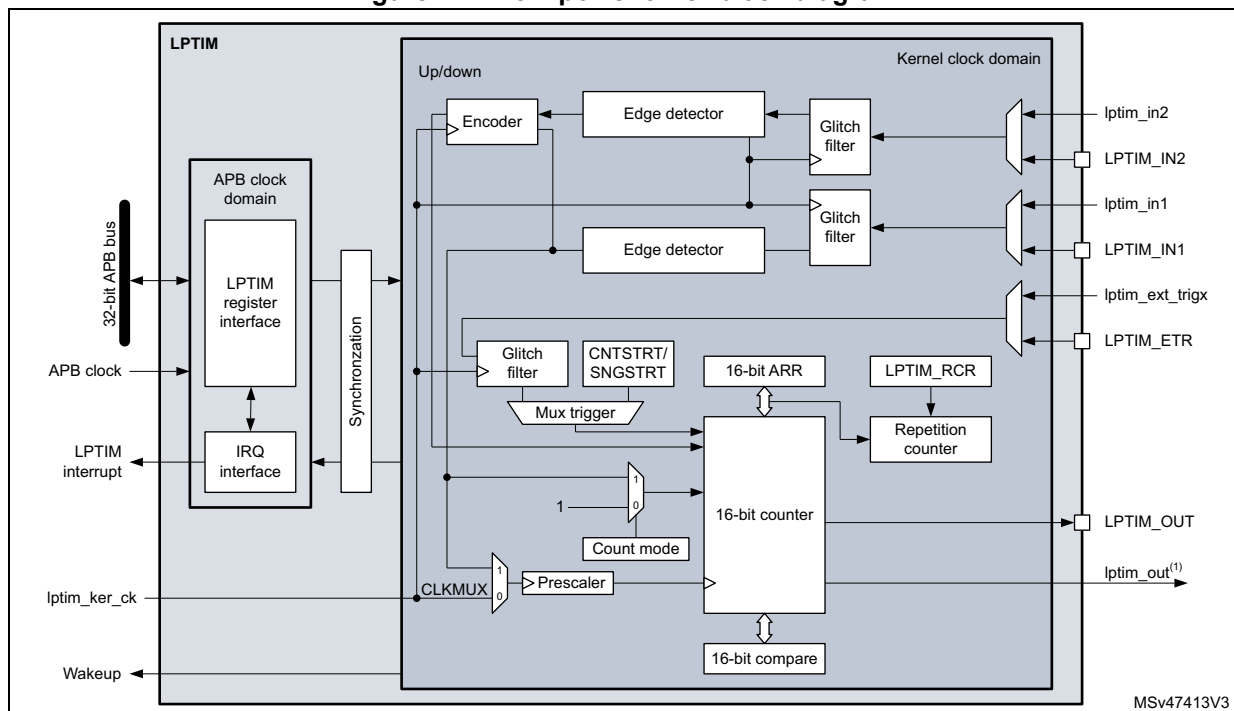 LPTIM
Kernel clock domain
Up/down
Encoder
Edge detector
Glitch
filter
lptim_in2
LPTIM_IN2
APB clock
domain
lptim_in1
Glitch
filter
Edge detector
LPTIM_IN1
32-bit APB bus
LPTIM
register
interface
Synchronzation
lptim_ext_trigx
LPTIM_ETR
APB clock
Glitch
filter
CNTSTRT/
SNGSTRT
16-bit ARR
LPTIM_RCR
Mux trigger
Repetition
counter
LPTIM
interrupt
IRQ
interface
1
0
1
16-bit counter
LPTIM_OUT
Count mode
1
0
CLKMUX
Prescaler
lptim_ker_ck
lptim_out(1)
16-bit compare
Wakeup
MSv47413V3